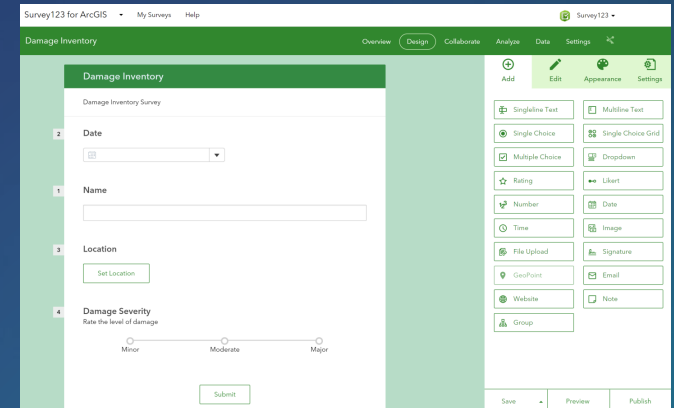 Survey123 for ArcGIS My Surveys Help Survey123
Damage Inventory Overview Design Collaborate Analyze Data Settings
Add Edit Appearance Settings
Damage Inventory
Damage Inventory Survey
2 Date
1 Name
3 Location
Set Location
4 Damage Severity
Rate the level of damage
Minor Moderate Major
Submit
Singleline Text Multiline Text
Single Choice Single Choice Grid
Multiple Choice Dropdown
Rating Likert
Number Date
Time Image
File Upload Signature
GeoPoint Email
Website Note
Group
Save Preview Publish